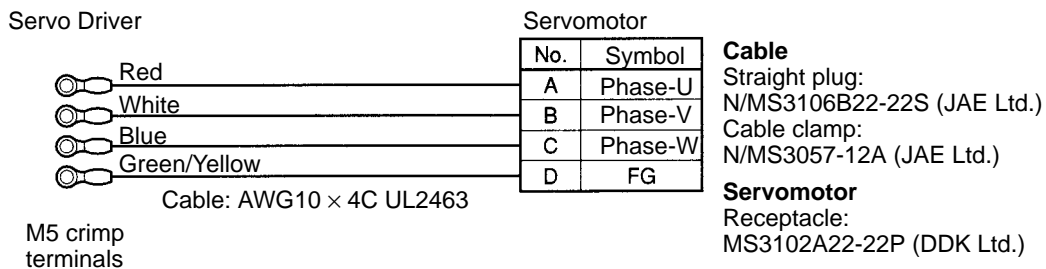 Servo Driver
Servomotor
No. Symbol
Red
A Phase-U
White
B Phase-V
Blue
C Phase-W
Green/Yellow
D FG
Cable: AWG10 × 4C UL2463
M5 crimp
terminals
Cable
Straight plug:
N/MS3106B22-22S (JAE Ltd.)
Cable clamp:
N/MS3057-12A (JAE Ltd.)
Servomotor
Receptacle:
MS3102A22-22P (DDK Ltd.)